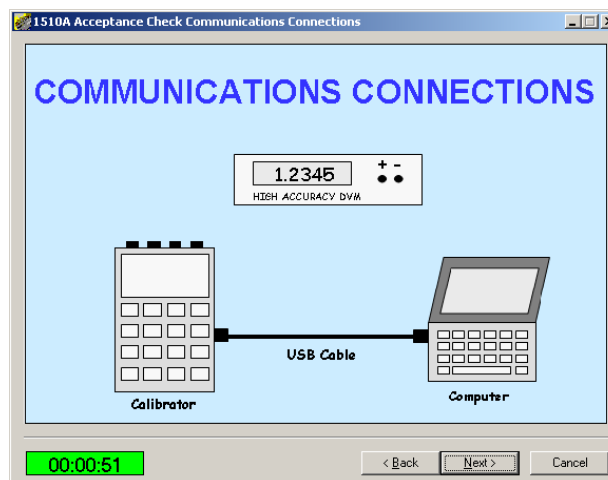 1510A Acceptance Check Communications Connections
COMMUNICATIONS CONNECTIONS
+ -
1.2345
HIGH ACCURACY DVM
USB Cable
Calibrator
Computer
00:00:51
< Back
Next >
Cancel